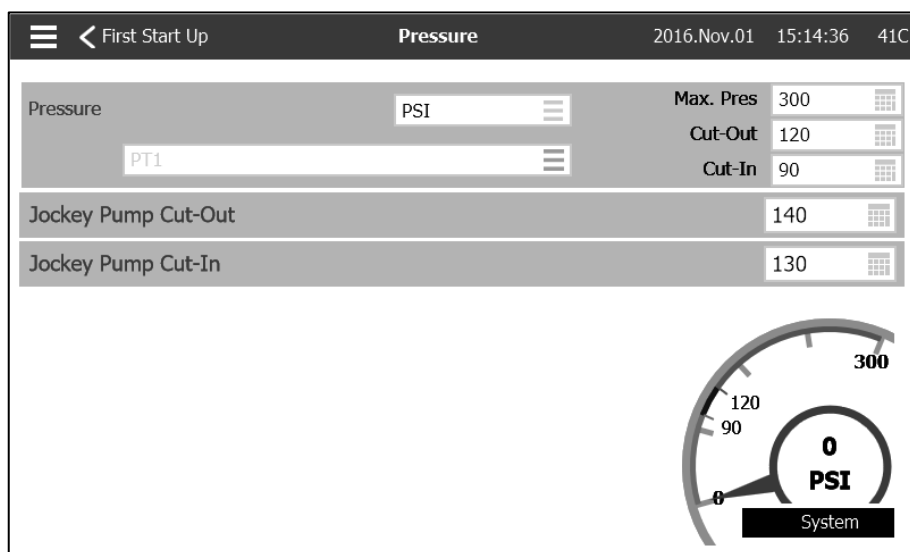 First Start Up Pressure 2016.Nov.01 15:14:36 41C
Pressure PSI Max. Pres 300
Cut-Out 120
PT1 Cut-In 90
Jockey Pump Cut-Out 140
Jockey Pump Cut-In 130
300
120
90
0
PSI
0
System